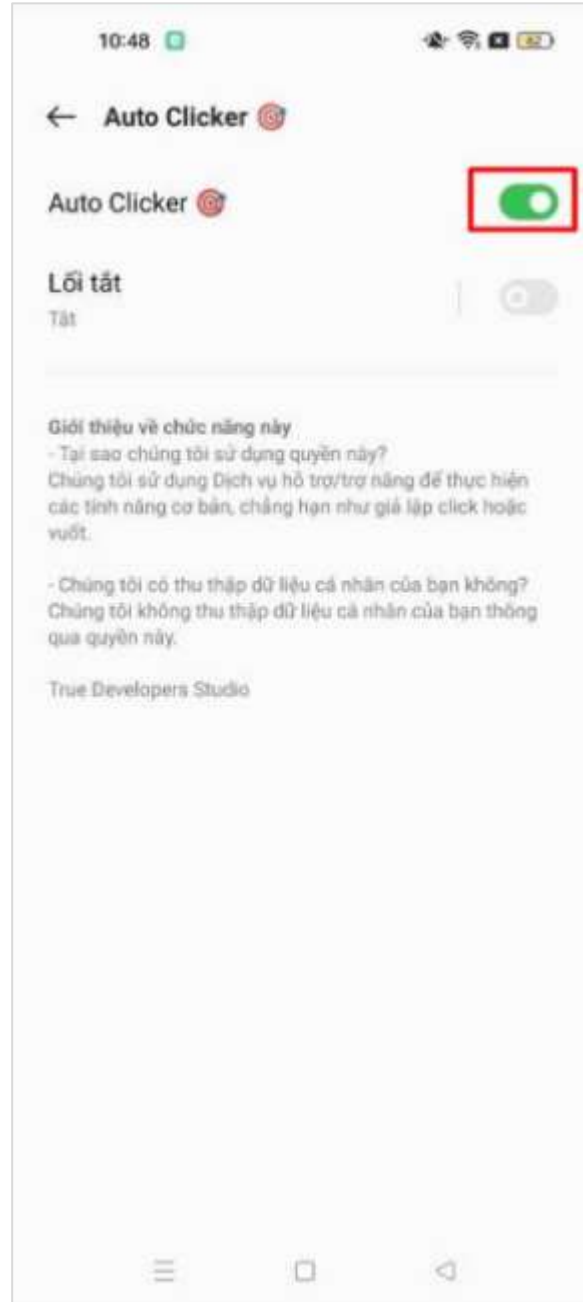 10:48
82
Auto Clicker 🎯
Auto Clicker 🎯
Lối tắt
Tắt
Giới thiệu về chức năng này
- Tại sao chúng tôi sử dụng quyền này?
Chúng tôi sử dụng Dịch vụ hỗ trợ/trợ năng để thực hiện
các tính năng cơ bản, chẳng hạn như giả lập click hoặc
vuốt.
- Chúng tôi có thu thập dữ liệu cá nhân của bạn không?
Chúng tôi không thu thập dữ liệu cá nhân của bạn thông
qua quyền này.
True Developers Studio